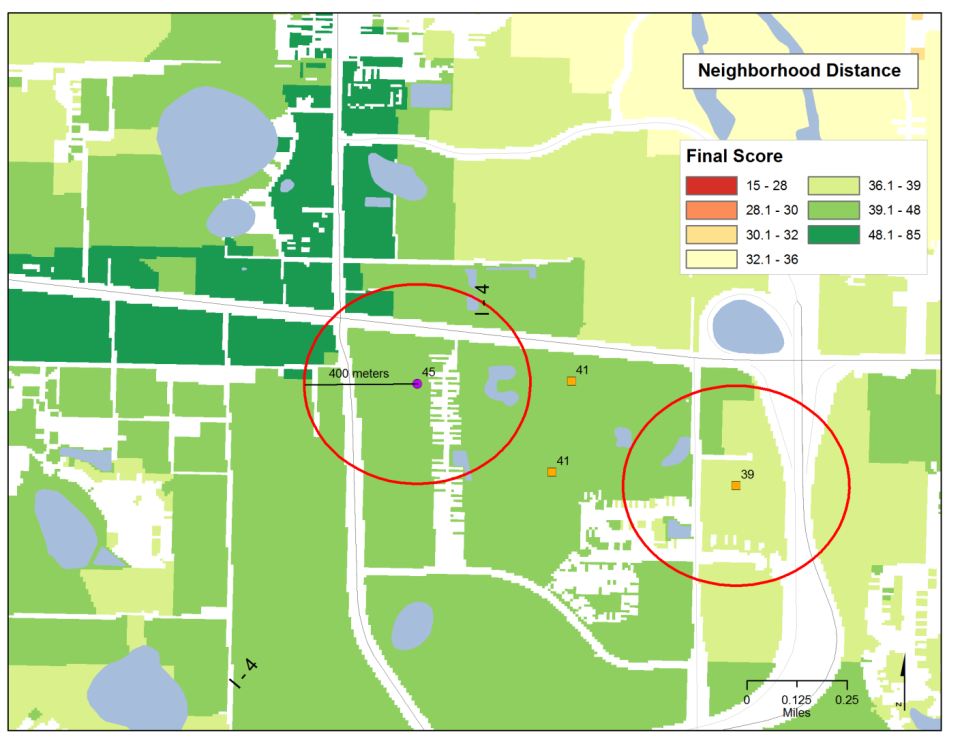 Neighborhood Distance
Final Score
15 - 28
36.1 - 39
28.1 - 30
39.1 - 48
30.1 - 32
48.1 - 85
32.1 - 36
I - 4
400 meters
45
41
41
39
I - 4
0
0.125
0.25
Miles
N